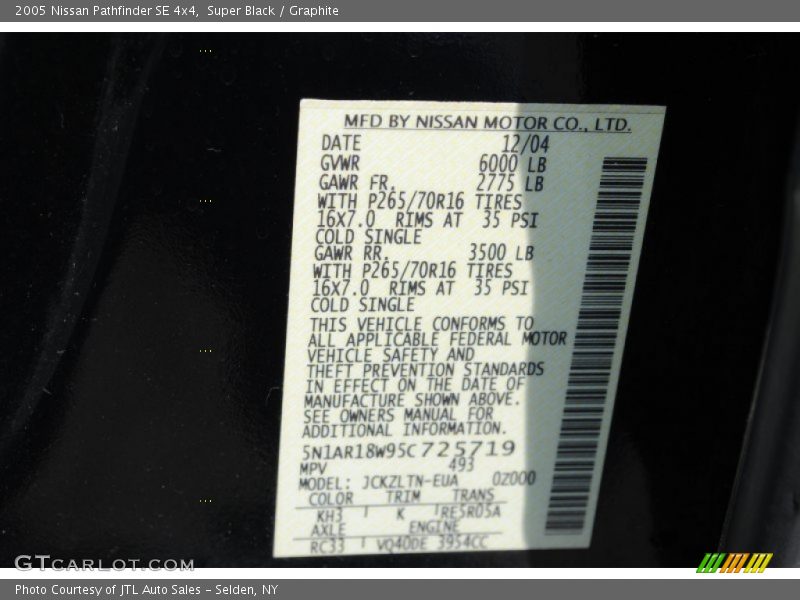 2005 Nissan Pathfinder SE 4x4, Super Black / Graphite
MFD BY NISSAN MOTOR CO., LTD.
DATE 12/04
GVWR 6000 LB
GAWR FR. 2775 LB
WITH P265/70R16 TIRES
16X7.0 RIMS AT 35 PSI
COLD SINGLE
GAWR RR. 3500 LB
WITH P265/70R16 TIRES
16X7.0 RIMS AT 35 PSI
COLD SINGLE
THIS VEHICLE CONFORMS TO
ALL APPLICABLE FEDERAL MOTOR
VEHICLE SAFETY AND
THEFT PREVENTION STANDARDS
IN EFFECT ON THE DATE OF
MANUFACTURE SHOWN ABOVE.
SEE OWNERS MANUAL FOR
ADDITIONAL INFORMATION.
5N1AR18W95C725719
MPV 493
MODEL: JCKZLTN-EUA 0Z000
COLOR TRIM TRANS
KH3 K RE5R05A
AXLE ENGINE
RC33 VQ40DE 3954CC
GTCARLOT.COM
Photo Courtesy of JTL Auto Sales - Selden, NY